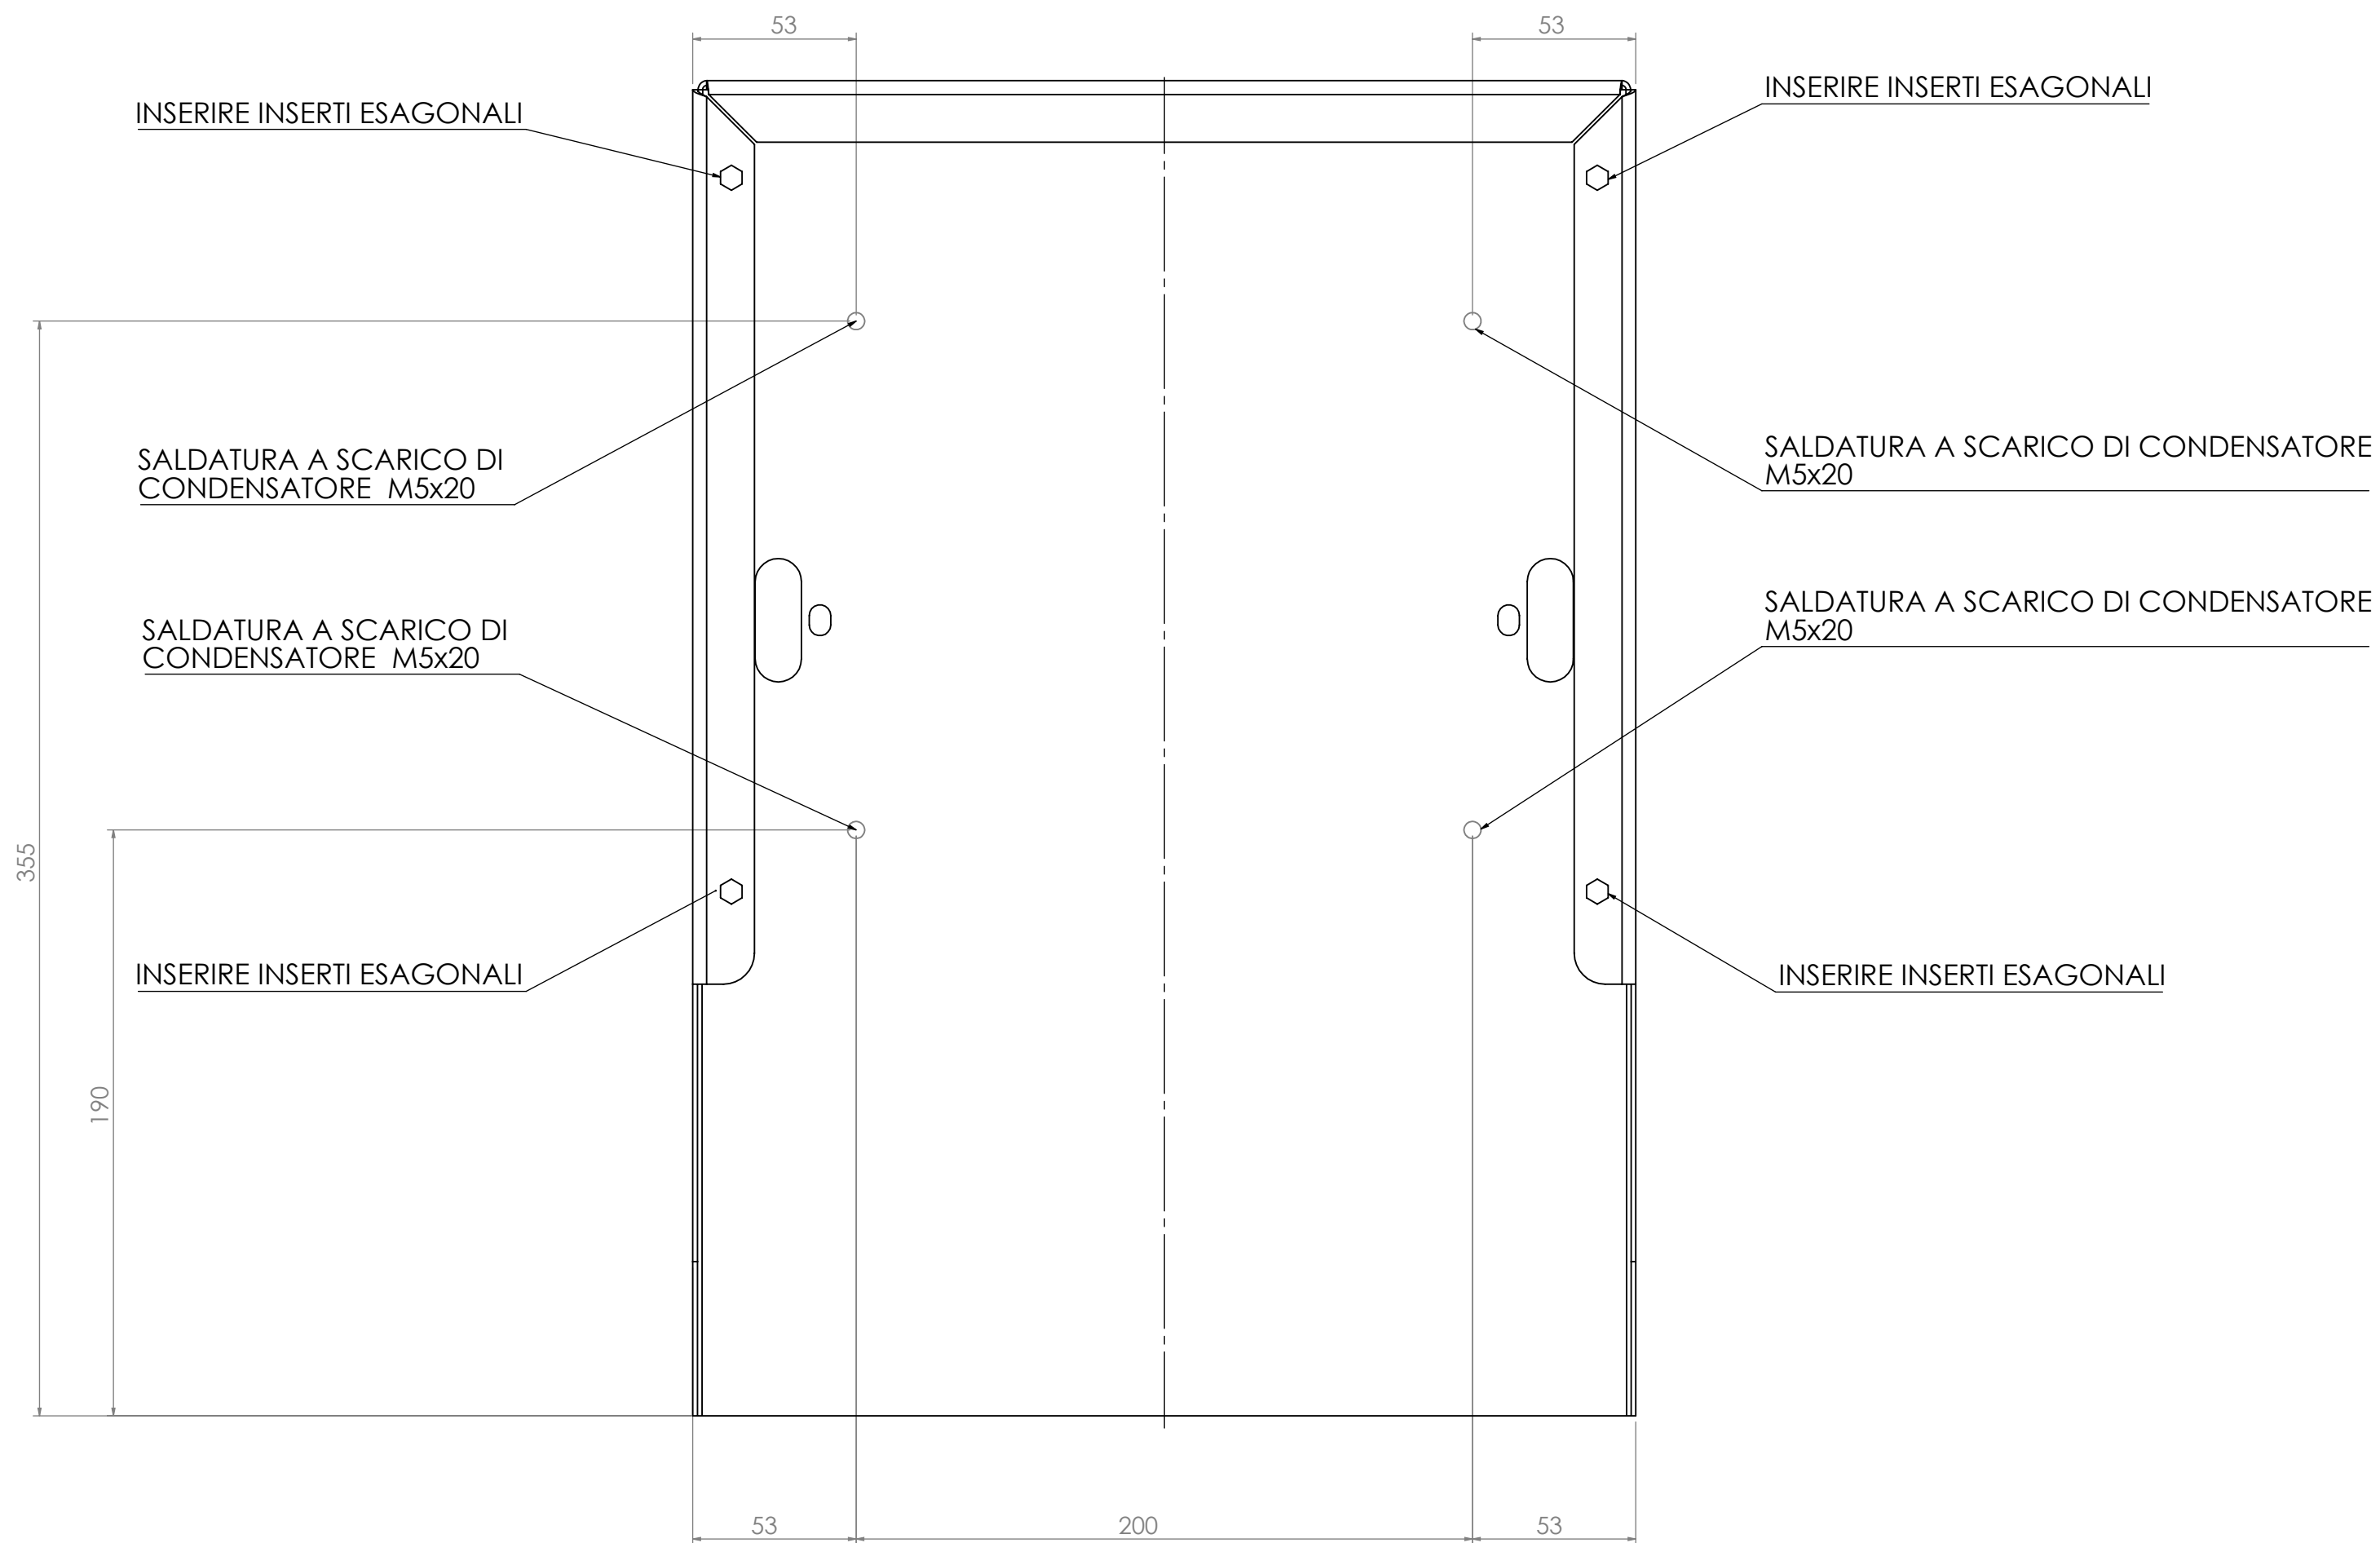 53
53
INSERIRE INSERTI ESAGONALI
INSERIRE INSERTI ESAGONALI
SALDATURA A SCARICO DI
CONDENSATORE M5x20
SALDATURA A SCARICO DI CONDENSATORE
M5x20
SALDATURA A SCARICO DI
CONDENSATORE M5x20
SALDATURA A SCARICO DI CONDENSATORE
M5x20
355
190
INSERIRE INSERTI ESAGONALI
INSERIRE INSERTI ESAGONALI
53
200
53